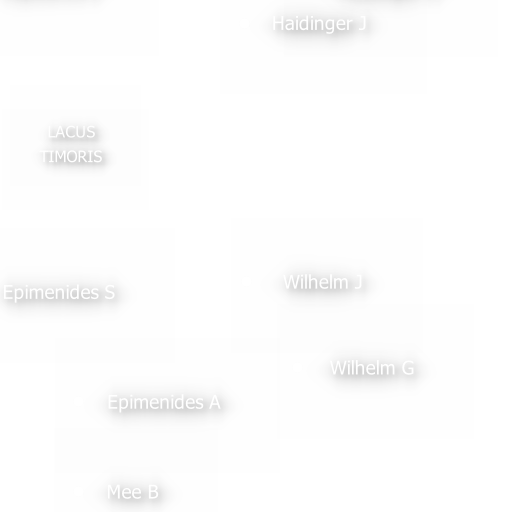 Haidinger J
LACUS
TIMORIS
Wilhelm J
Epimenides S
Wilhelm G
Epimenides A
Mee B